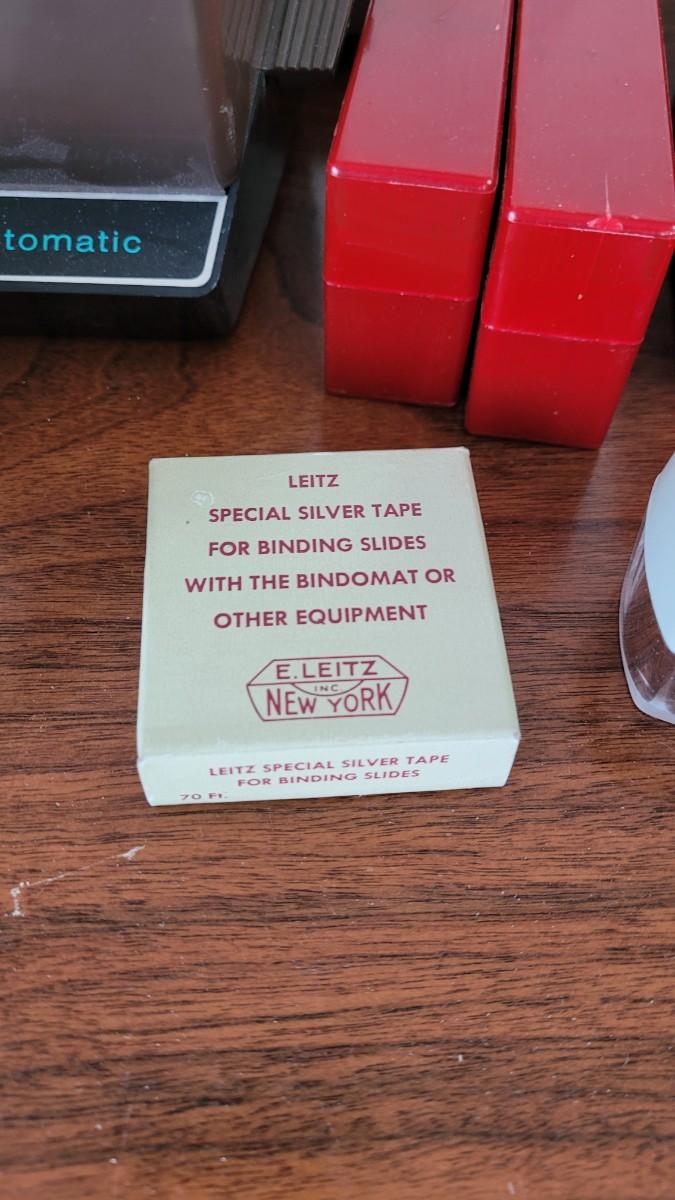 tomatic
LEITZ
SPECIAL SILVER TAPE
FOR BINDING SLIDES
WITH THE BINDOMAT OR
OTHER EQUIPMENT
E. LEITZ
INC
NEW YORK
LEITZ SPECIAL SILVER TAPE
FOR BINDING SLIDES
70 Ft.